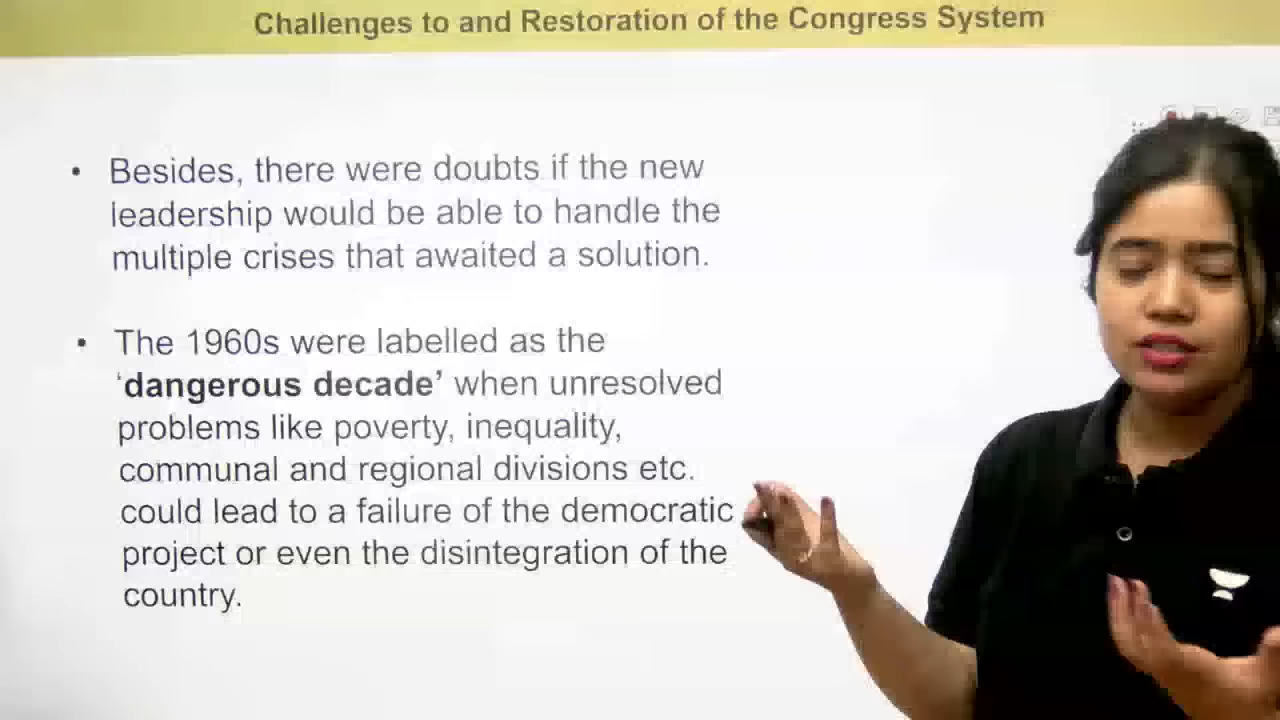 Challenges to and Restoration of the Congress System
• Besides, there were doubts if the new
leadership would be able to handle the
multiple crises that awaited a solution.
• The 1960s were labelled as the
‘dangerous decade’ when unresolved
problems like poverty, inequality,
communal and regional divisions etc.
could lead to a failure of the democratic
project or even the disintegration of the
country.